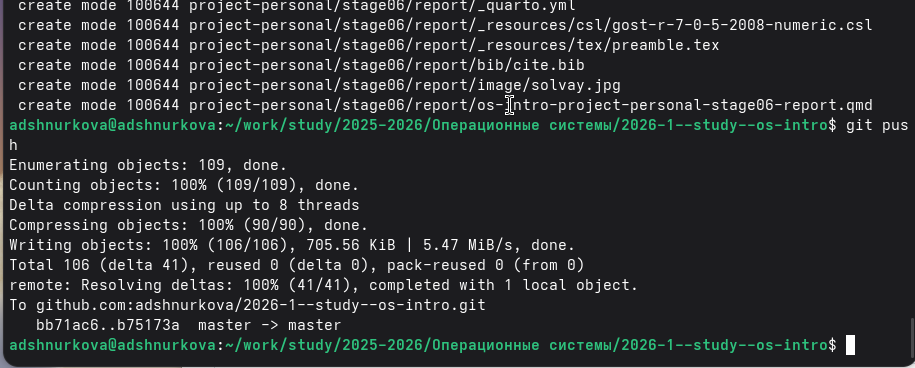 create mode 100644 project-personal/stage06/report/_quarto.yml
create mode 100644 project-personal/stage06/report/_resources/csl/gost-r-7-0-5-2008-numeric.csl
create mode 100644 project-personal/stage06/report/_resources/tex/preamble.tex
create mode 100644 project-personal/stage06/report/bib/cite.bib
create mode 100644 project-personal/stage06/report/image/solvay.jpg
create mode 100644 project-personal/stage06/report/os-intro-project-personal-stage06-report.qmd
adshnurkova@adshnurkova:~/work/study/2025-2026/Операционные системы/2026-1--study--os-intro$ git pus
h
Enumerating objects: 109, done.
Counting objects: 100% (109/109), done.
Delta compression using up to 8 threads
Compressing objects: 100% (90/90), done.
Writing objects: 100% (106/106), 705.56 KiB | 5.47 MiB/s, done.
Total 106 (delta 41), reused 0 (delta 0), pack-reused 0 (from 0)
remote: Resolving deltas: 100% (41/41), completed with 1 local object.
To github.com:adshnurkova/2026-1--study--os-intro.git
bb71ac6..b75173a  master -> master
adshnurkova@adshnurkova:~/work/study/2025-2026/Операционные системы/2026-1--study--os-intro$